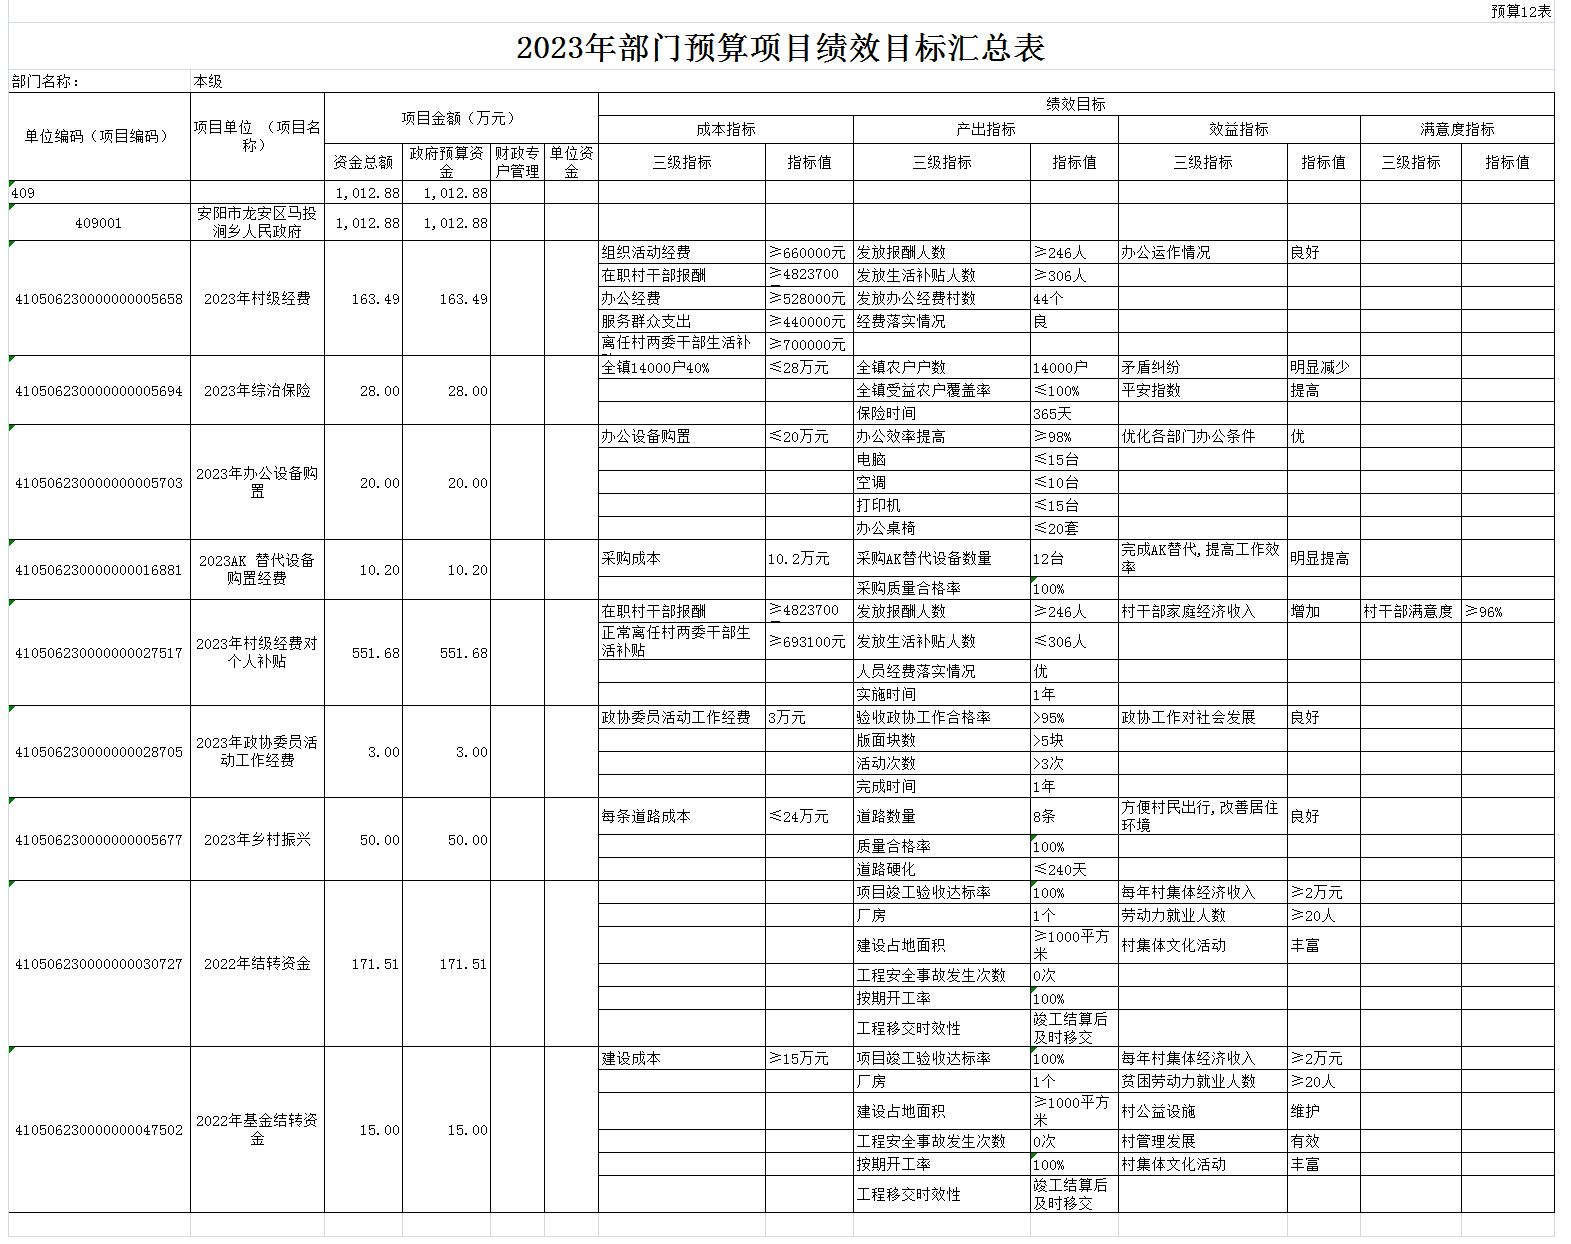 预算12表
2023年部门预算项目绩效目标汇总表
部门名称： 本级
单位编码（项目编码） 项目单位 （项目名称） 项目金额（万元） 绩效目标
成本指标 产出指标 效益指标 满意度指标
资金总额 政府预算资金 财政专户管理 单位资金 三级指标 指标值 三级指标 指标值 三级指标 指标值 三级指标 指标值
409 1,012.88 1,012.88
409001 安阳市龙安区马投涧乡人民政府 1,012.88 1,012.88
410506230000000005658 2023年村级经费 163.49 163.49 组织活动经费 ≥660000元 发放报酬人数 ≥246人 办公运作情况 良好
在职村干部报酬 ≥4823700 发放生活补贴人数 ≥306人
办公经费 ≥528000元 发放办公经费村数 44个
服务群众支出 ≥440000元 经费落实情况 良
离任村两委干部生活补 ≥700000元
410506230000000005694 2023年综治保险 28.00 28.00 全镇14000户40% ≤28万元 全镇农户户数 14000户 矛盾纠纷 明显减少
全镇受益农户覆盖率 ≤100% 平安指数 提高
保险时间 365天
410506230000000005703 2023年办公设备购置 20.00 20.00 办公设备购置 ≤20万元 办公效率提高 ≥98% 优化各部门办公条件 优
电脑 ≤15台
空调 ≤10台
打印机 ≤15台
办公桌椅 ≤20套
410506230000000016881 2023AK 替代设备购置经费 10.20 10.20 采购成本 10.2万元 采购AK替代设备数量 12台 完成AK替代,提高工作效率 明显提高
采购质量合格率 100%
410506230000000027517 2023年村级经费对个人补贴 551.68 551.68 在职村干部报酬 ≥4823700 发放报酬人数 ≥246人 村干部家庭经济收入 增加 村干部满意度 ≥96%
正常离任村两委干部生活补贴 ≥693100元 发放生活补贴人数 ≤306人
人员经费落实情况 优
实施时间 1年
410506230000000028705 2023年政协委员活动工作经费 3.00 3.00 政协委员活动工作经费 3万元 验收政协工作合格率 >95% 政协工作对社会发展 良好
版面块数 >5块
活动次数 >3次
完成时间 1年
410506230000000005677 2023年乡村振兴 50.00 50.00 每条道路成本 ≤24万元 道路数量 8条 方便村民出行,改善居住环境 良好
质量合格率 100%
道路硬化 ≤240天
410506230000000030727 2022年结转资金 171.51 171.51 项目竣工验收达标率 100% 每年村集体经济收入 ≥2万元
厂房 1个 劳动力就业人数 ≥20人
建设占地面积 ≥1000平方米 村集体文化活动 丰富
工程安全事故发生次数 0次
按期开工率 100%
工程移交时效性 竣工结算后及时移交
410506230000000047502 2022年基金结转资金 15.00 15.00 建设成本 ≥15万元 项目竣工验收达标率 100% 每年村集体经济收入 ≥2万元
厂房 1个 贫困劳动力就业人数 ≥20人
建设占地面积 ≥1000平方米 村公益设施 维护
工程安全事故发生次数 0次 村管理发展 有效
按期开工率 100% 村集体文化活动 丰富
工程移交时效性 竣工结算后及时移交